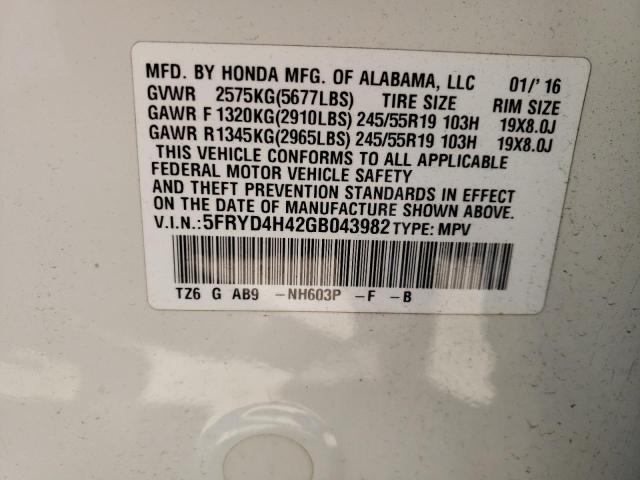 MFD. BY HONDA MFG. OF ALABAMA, LLC 01/' 16
GVWR 2575KG(5677LBS) TIRE SIZE RIM SIZE
GAWR F 1320KG(2910LBS) 245/55R19 103H 19X8.0J
GAWR R1345KG(2965LBS) 245/55R19 103H 19X8.0J
THIS VEHICLE CONFORMS TO ALL APPLICABLE
FEDERAL MOTOR VEHICLE SAFETY
AND THEFT PREVENTION STANDARDS IN EFFECT
ON THE DATE OF MANUFACTURE SHOWN ABOVE.
V.I.N.:5FRYD4H42GB043982 TYPE: MPV
TZ6 G AB9 -NH603P -F -B